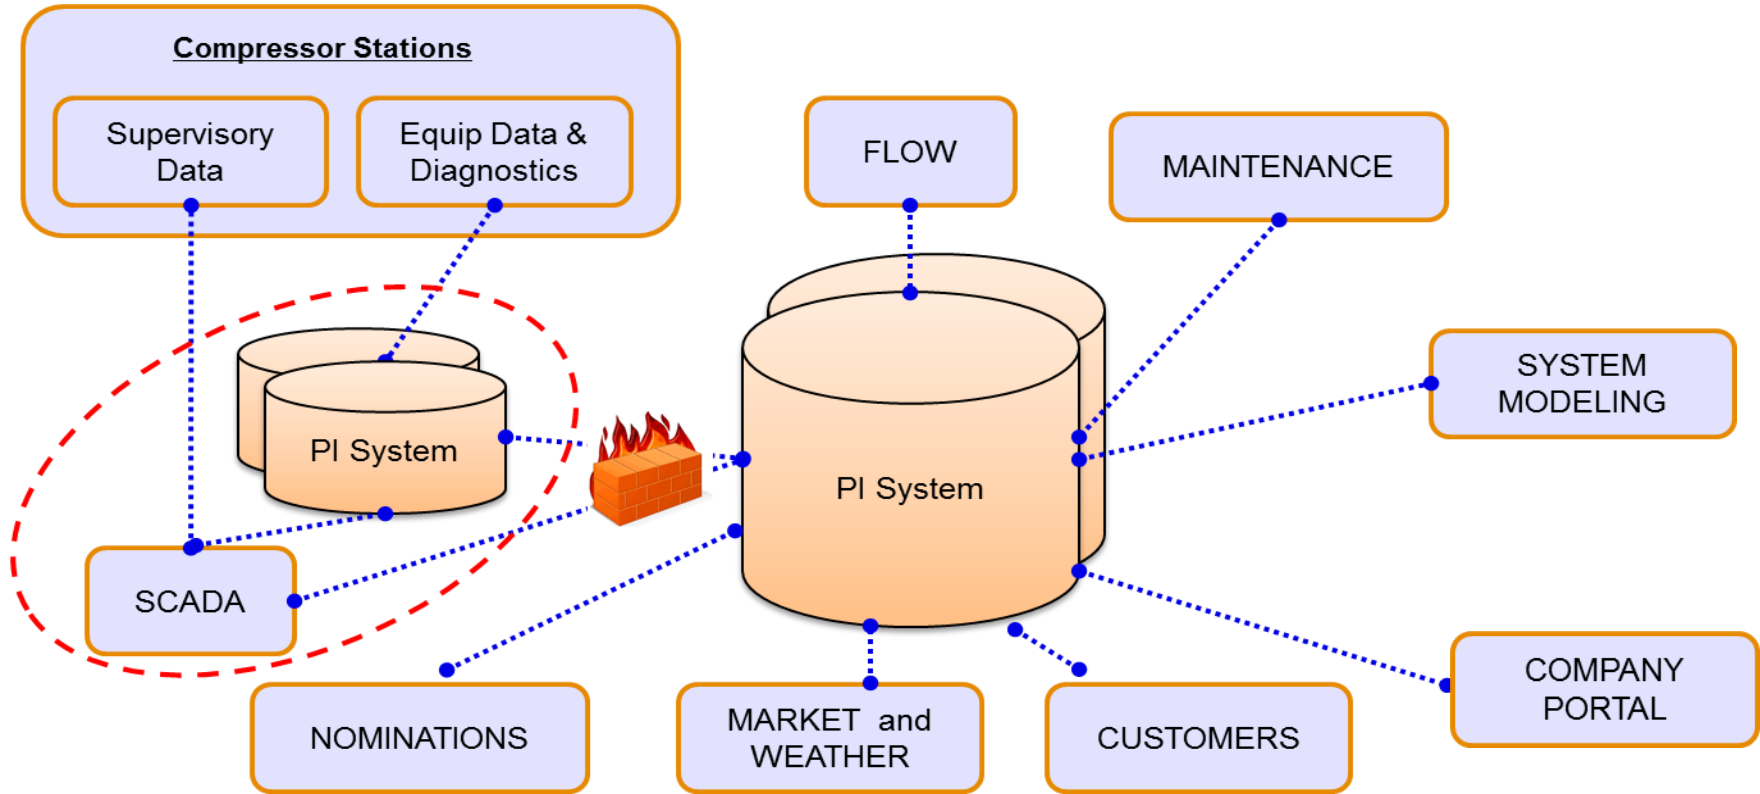 Compressor Stations
Supervisory
Data
Equip Data &
Diagnostics
FLOW
MAINTENANCE
SYSTEM
MODELING
PI System
PI System
SCADA
COMPANY
PORTAL
NOMINATIONS
MARKET and
WEATHER
CUSTOMERS